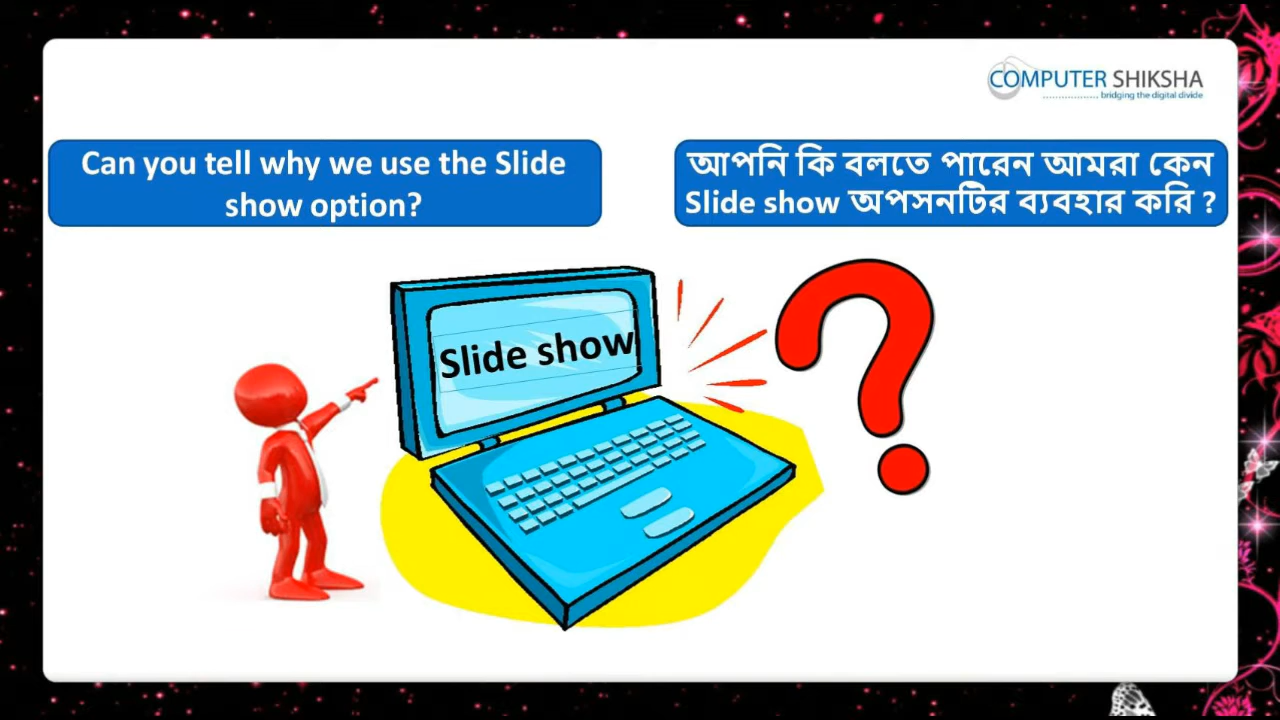 COMPUTER SHIKSHA
bridging the digital divide
Can you tell why we use the Slide
show option?
আপনি কি বলতে পারেন আমরা কেন
Slide show অপসনটির ব্যবহার করি ?
Slide show